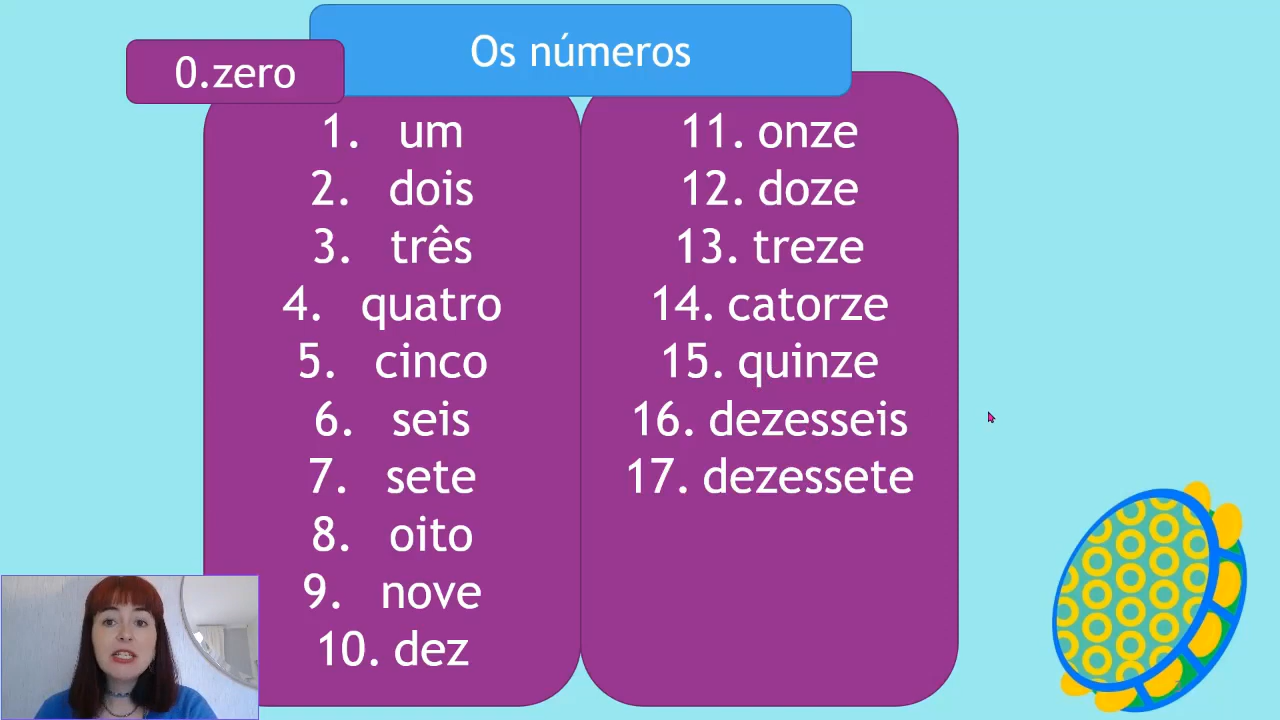 Os números
0.zero
1. um
2. dois
3. três
4. quatro
5. cinco
6. seis
7. sete
8. oito
9. nove
10. dez
11. onze
12. doze
13. treze
14. catorze
15. quinze
16. dezesseis
17. dezessete